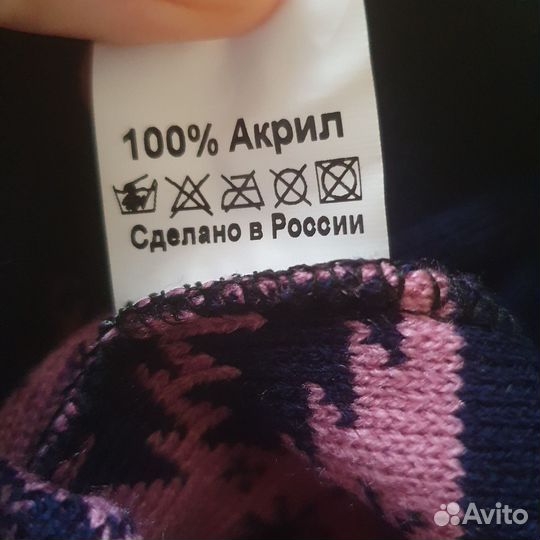 100% Акрил
Сделано в России
Avito